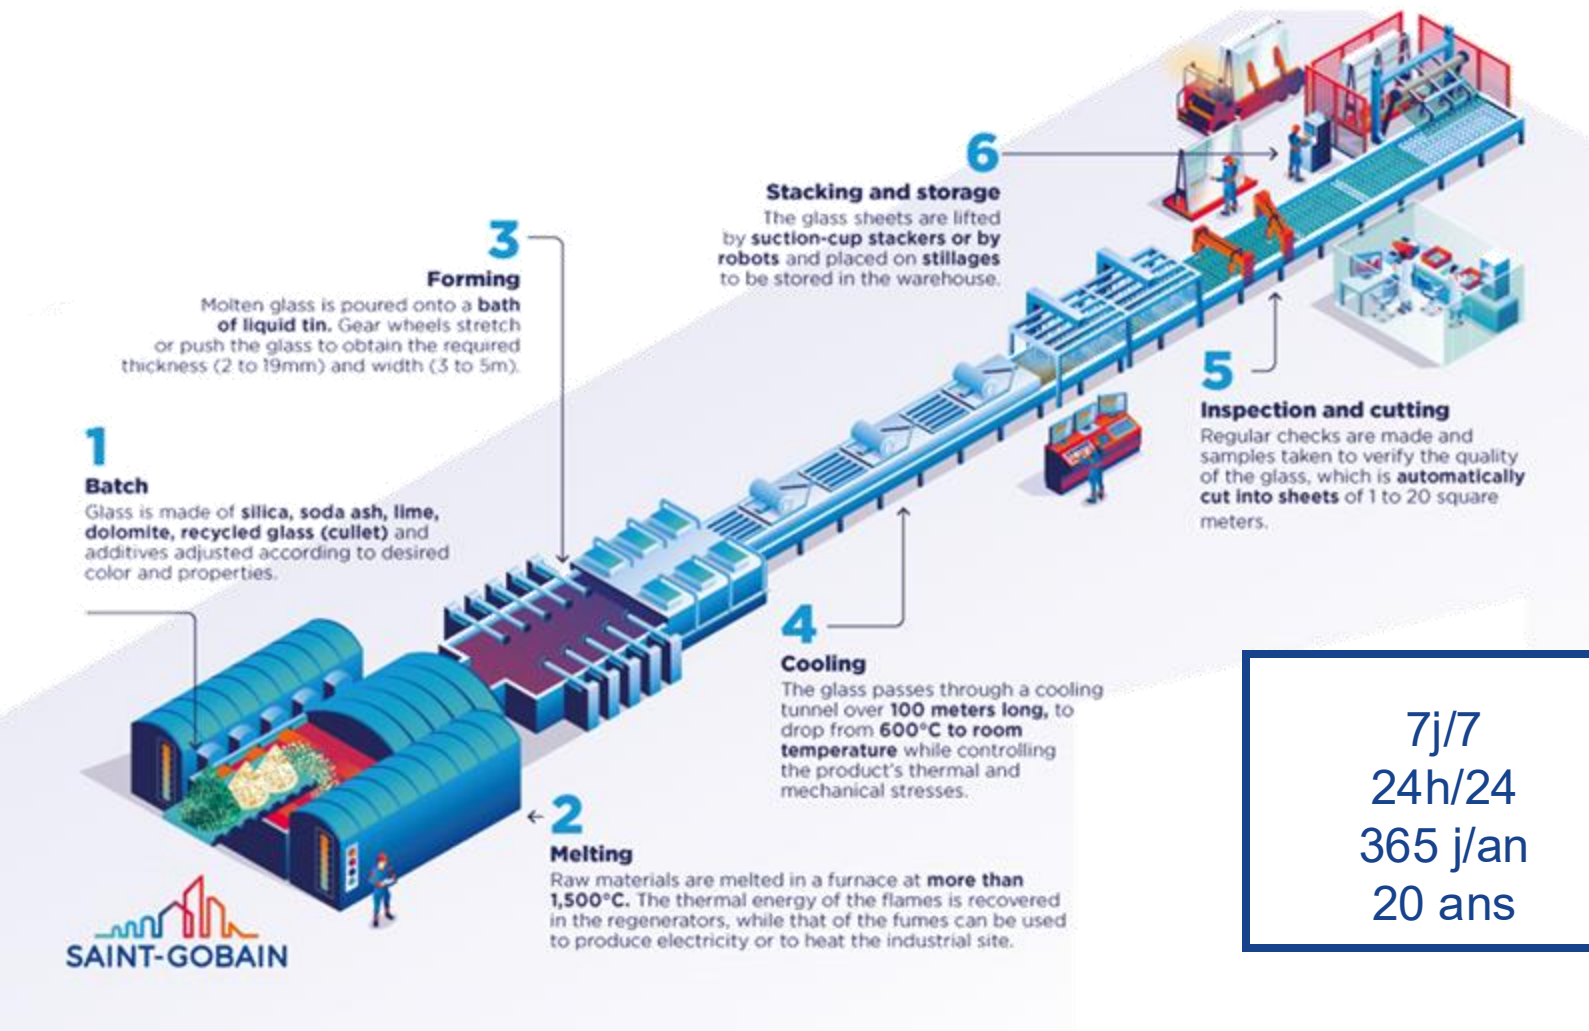 1
Batch
Glass is made of silica, soda ash, lime,
dolomite, recycled glass (cullet) and
additives adjusted according to desired
color and properties.
2
Melting
Raw materials are melted in a furnace at more than
1,500°C. The thermal energy of the flames is recovered
in the regenerators, while that of the fumes can be used
to produce electricity or to heat the industrial site.
3
Forming
Molten glass is poured onto a bath
of liquid tin. Gear wheels stretch
or push the glass to obtain the required
thickness (2 to 19mm) and width (3 to 5m).
4
Cooling
The glass passes through a cooling
tunnel over 100 meters long, to
drop from 600°C to room
temperature while controlling
the product's thermal and
mechanical stresses.
5
Inspection and cutting
Regular checks are made and
samples taken to verify the quality
of the glass, which is automatically
cut into sheets of 1 to 20 square
meters.
6
Stacking and storage
The glass sheets are lifted
by suction-cup stackers or by
robots and placed on stillages
to be stored in the warehouse.
7j/7
24h/24
365 j/an
20 ans
SAINT-GOBAIN